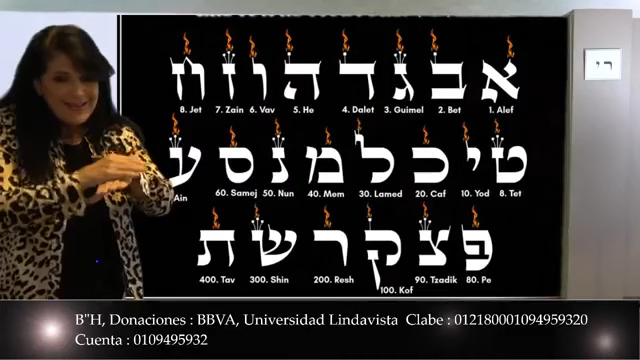 א ב ג ד ה ו ז ח
8. Jet 7. Zain 6. Vav 5. He 4. Dalet 3. Guimel 2. Bet 1. Alef
ט י כ ל מ נ ס ע
Ain 60. Samej 50. Nun 40. Mem 30. Lamed 20. Caf 10. Yod 8. Tet
פ צ ק ר ש ת
400. Tav 300. Shin 200. Resh 100. Kof 90. Tzadik 80. Pe
B"H, Donaciones : BBVA, Universidad Lindavista Clabe : 012180001094959320
Cuenta : 0109495932